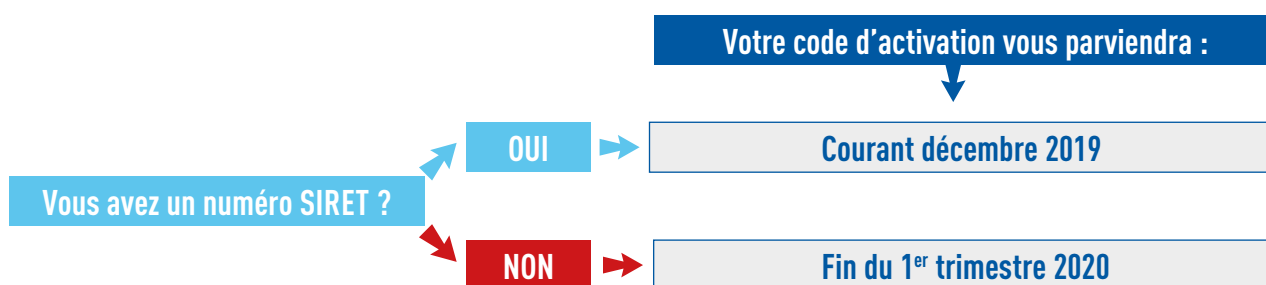 Votre code d'activation vous parviendra :
OUI
Courant décembre 2019
Vous avez un numéro SIRET ?
NON
Fin du 1er trimestre 2020